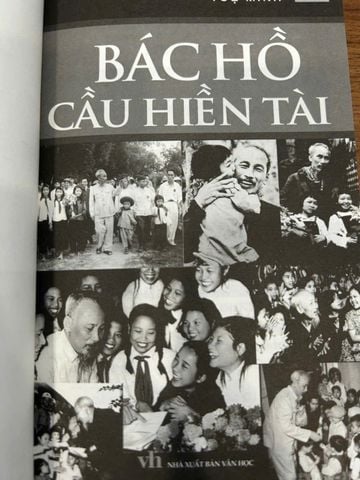 BÁC HỒ
CẦU HIỀN TÀI
vh
NHÀ XUẤT BẢN VĂN HỌC